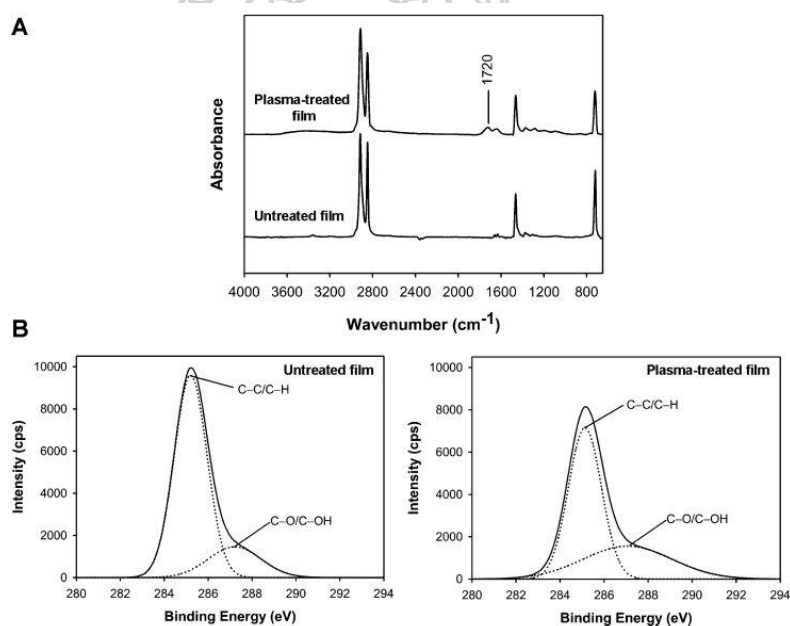 A
Absorbance
Plasma-treated
film
1720
Untreated film
4000 3600 3200 2800 2400 2000 1600 1200 800
Wavenumber (cm-1)
B
Intensity (cps)
10000
8000
6000
4000
2000
0
Untreated film
C–C/C–H
C–O/C–OH
280 282 284 286 288 290 292 294
Binding Energy (eV)
Intensity (cps)
10000
8000
6000
4000
2000
0
Plasma-treated film
C–C/C–H
C–O/C–OH
280 282 284 286 288 290 292 294
Binding Energy (eV)